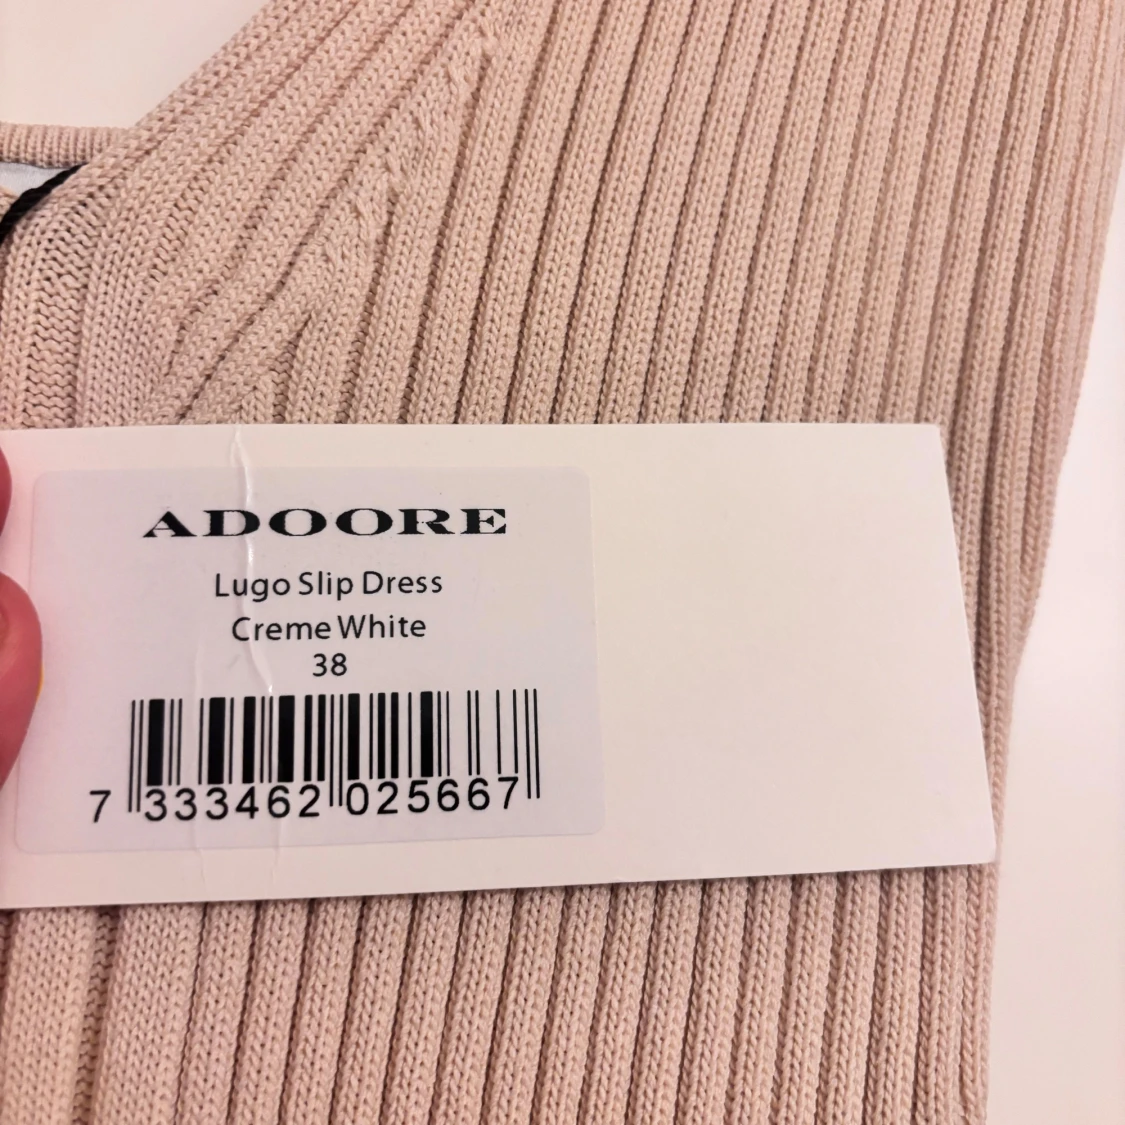 ADOORE
Lugo Slip Dress
Creme White
38
7 333462 025667